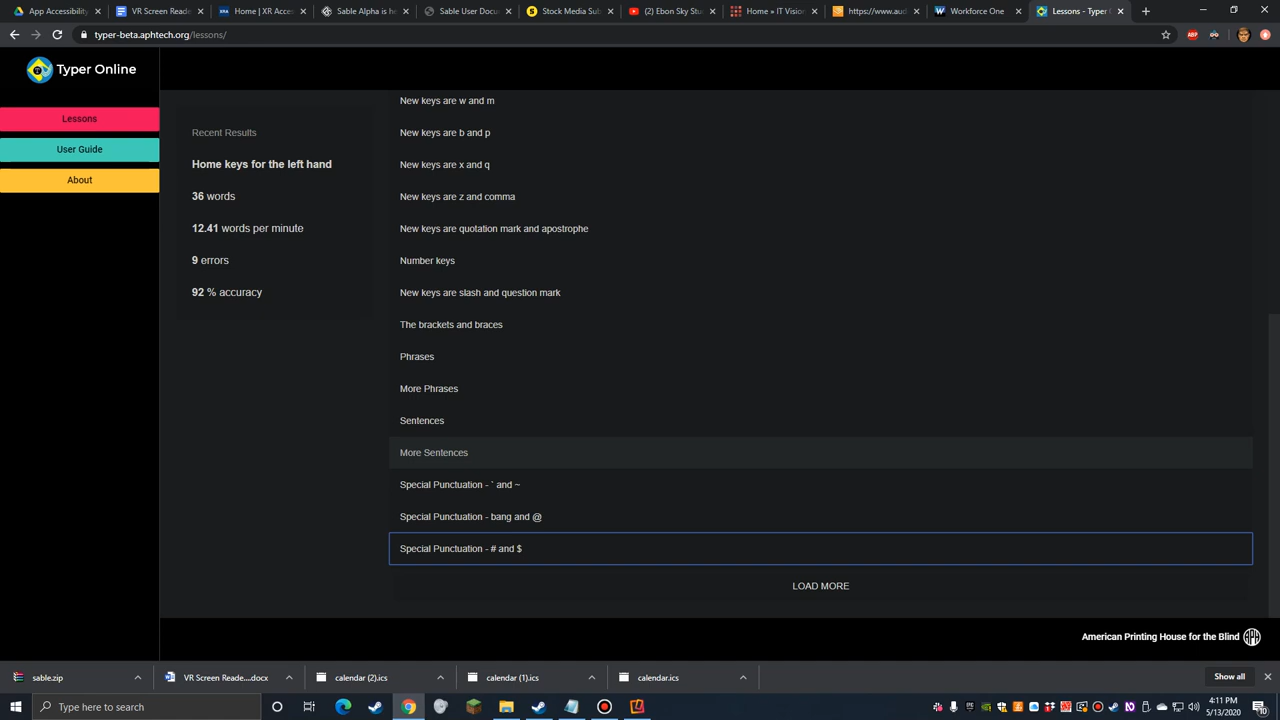 App Accessibility
VR Screen Reade
Home | XR Acces
Sable Alpha is he
Sable User Docu
Stock Media Sub
(2) Ebon Sky Stu
Home » IT Vision
https://www.aud
Workforce One
Lessons - Typer O
typer-beta.aphtech.org/lessons/
Typer Online
Lessons
User Guide
About
Recent Results
Home keys for the left hand
36 words
12.41 words per minute
9 errors
92 % accuracy
New keys are w and m
New keys are b and p
New keys are x and q
New keys are z and comma
New keys are quotation mark and apostrophe
Number keys
New keys are slash and question mark
The brackets and braces
Phrases
More Phrases
Sentences
More Sentences
Special Punctuation - ` and ~
Special Punctuation - bang and @
Special Punctuation - # and $
LOAD MORE
American Printing House for the Blind
sable.zip
VR Screen Reade....docx
calendar (2).ics
calendar (1).ics
calendar.ics
Show all
Type here to search
4:11 PM
5/13/2020